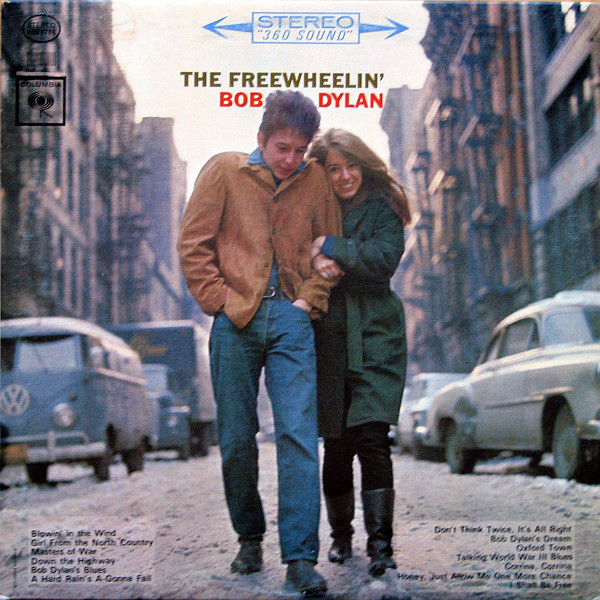 STEREO
"360 SOUND"
COLUMBIA
THE FREEWHEELIN'
BOB DYLAN
Blowin' in the Wind
Girl From the North Country
Masters of War
Down the Highway
Bob Dylan's Blues
A Hard Rain's A-Gonna Fall
Don't Think Twice, It's All Right
Bob Dylan's Dream
Oxford Town
Talking World War III Blues
Corrina, Corrina
Honey, Just Allow Me One More Chance
I Shall Be Free